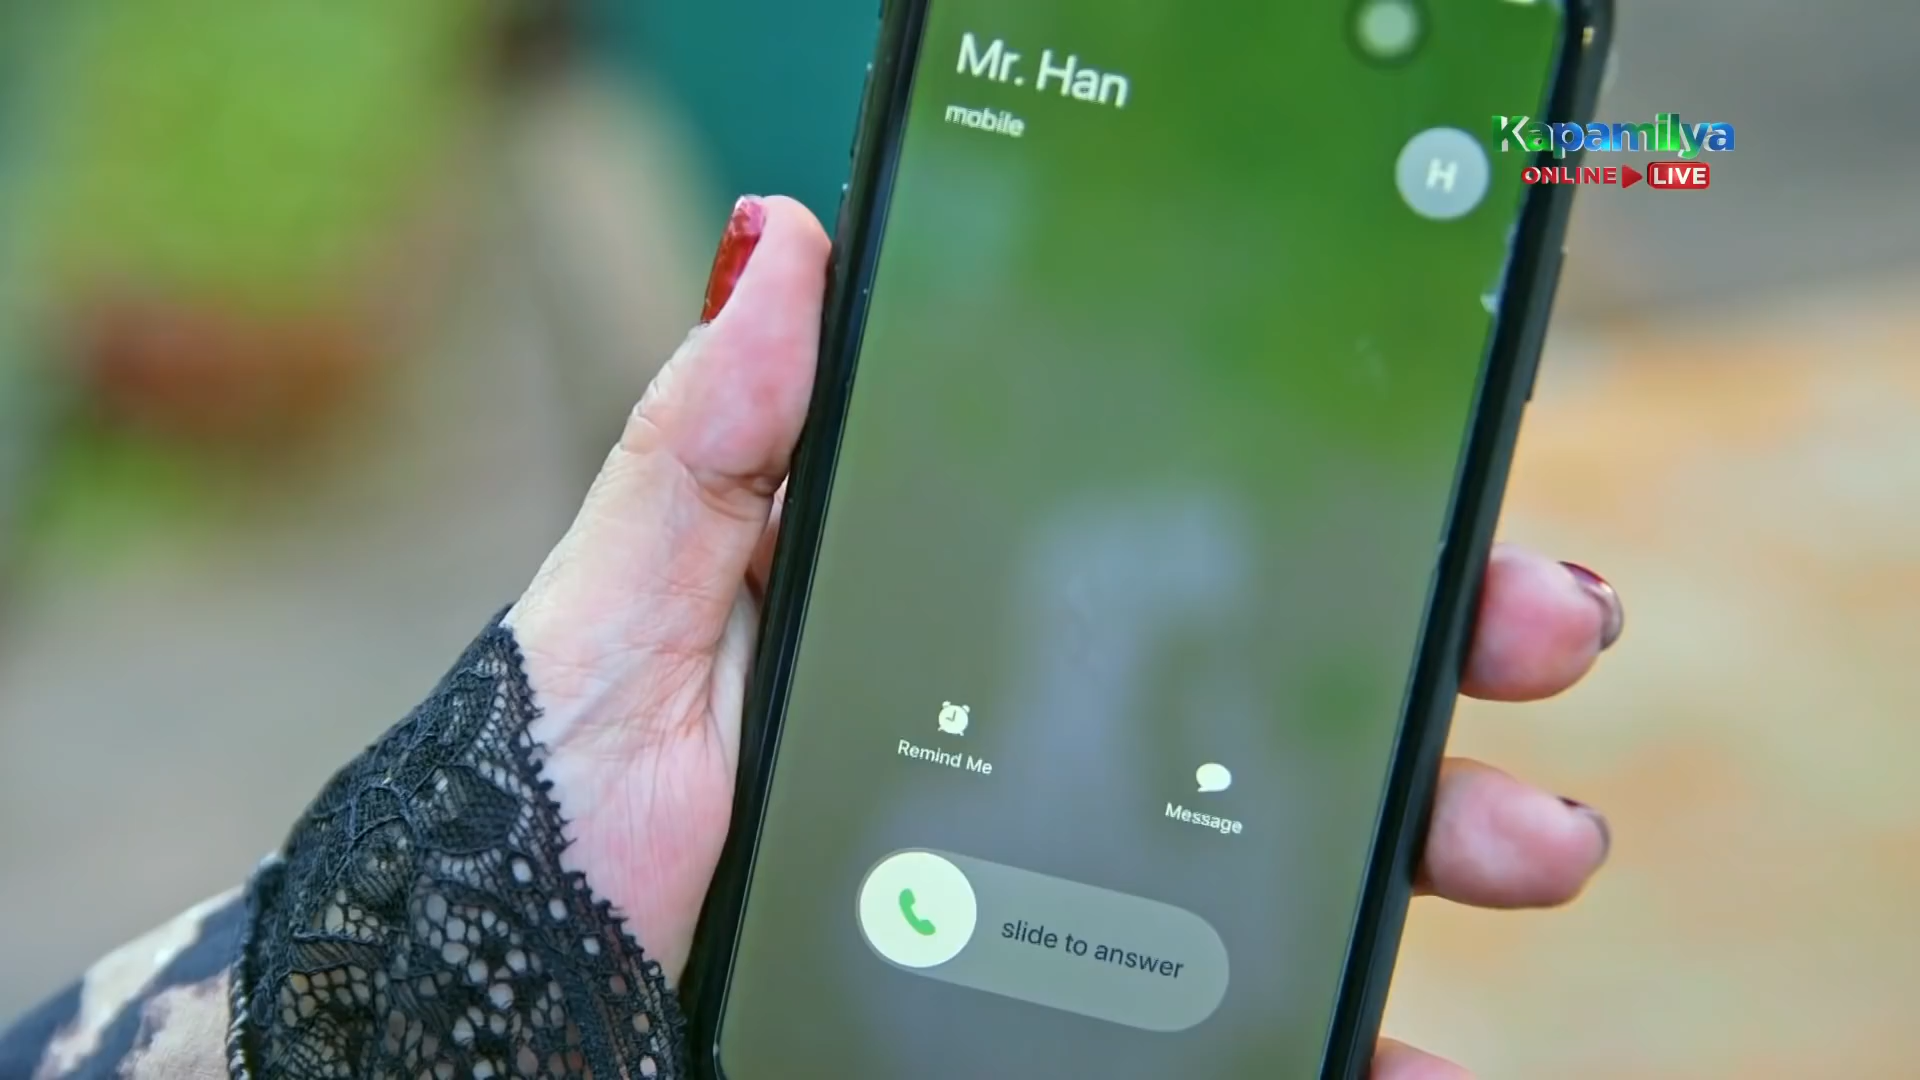 Mr. Han
mobile
H
Kapamilya
ONLINE LIVE
Remind Me
Message
slide to answer